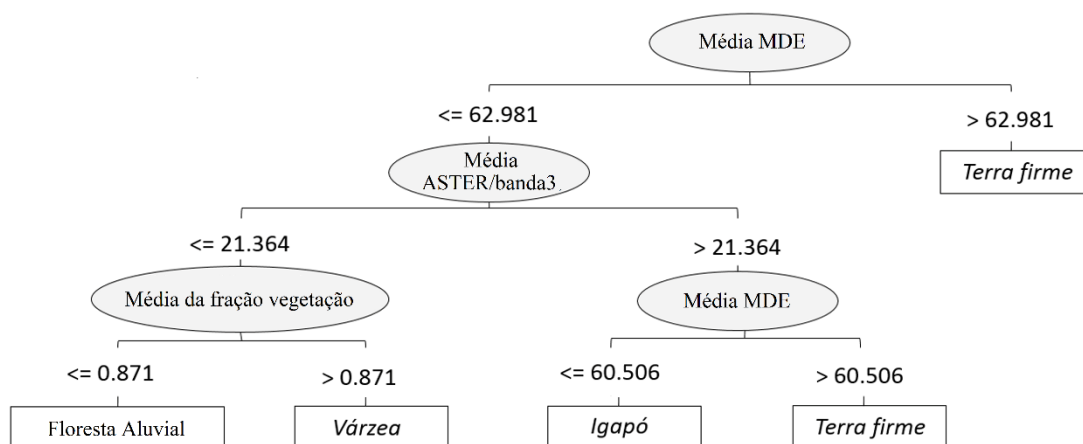 Média MDE
<= 62.981
> 62.981
Média
ASTER/banda3
Terra firme
<= 21.364
> 21.364
Média da fração vegetação
Média MDE
<= 0.871
> 0.871
<= 60.506
> 60.506
Floresta Aluvial
Várzea
Igapó
Terra firme